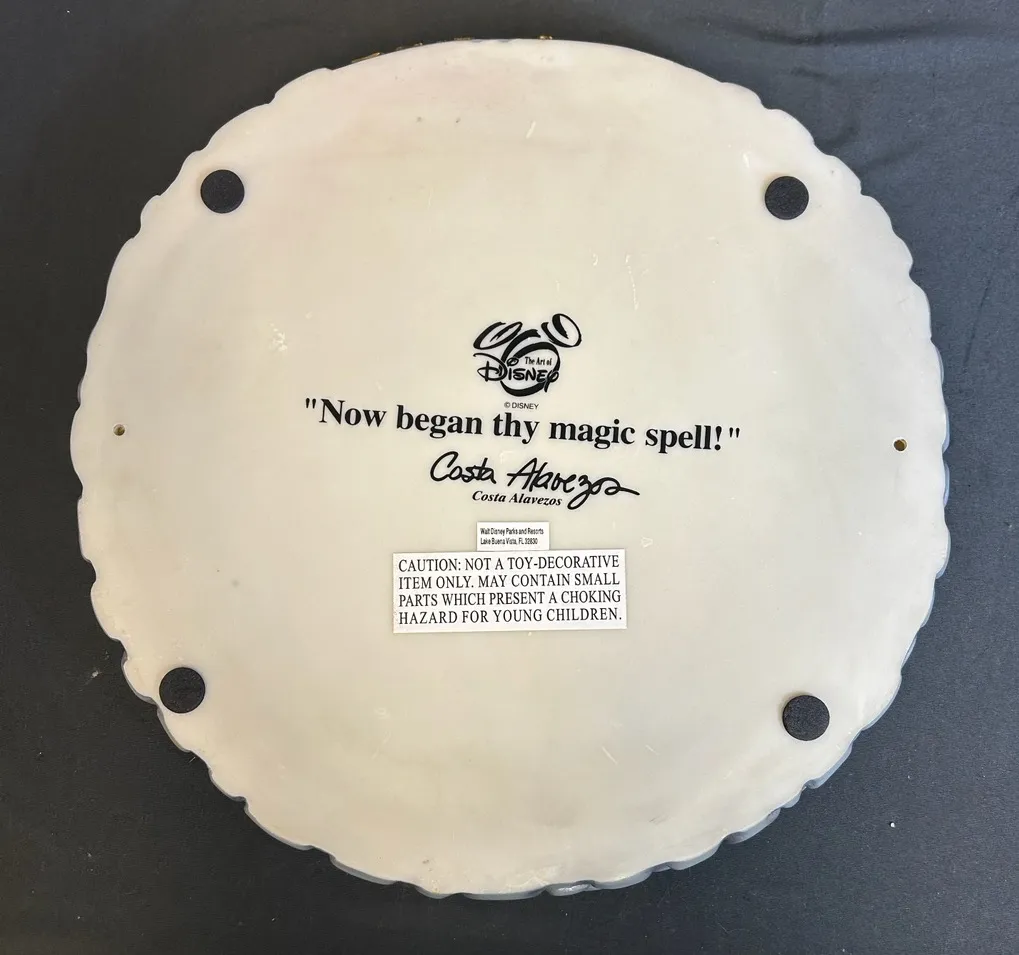 The Art of
DISNEY
© DISNEY
"Now began thy magic spell!"
Costa Alavezos
Costa Alavezos
Walt Disney Parks and Resorts
Lake Buena Vista, FL 32830
CAUTION: NOT A TOY-DECORATIVE
ITEM ONLY. MAY CONTAIN SMALL
PARTS WHICH PRESENT A CHOKING
HAZARD FOR YOUNG CHILDREN.